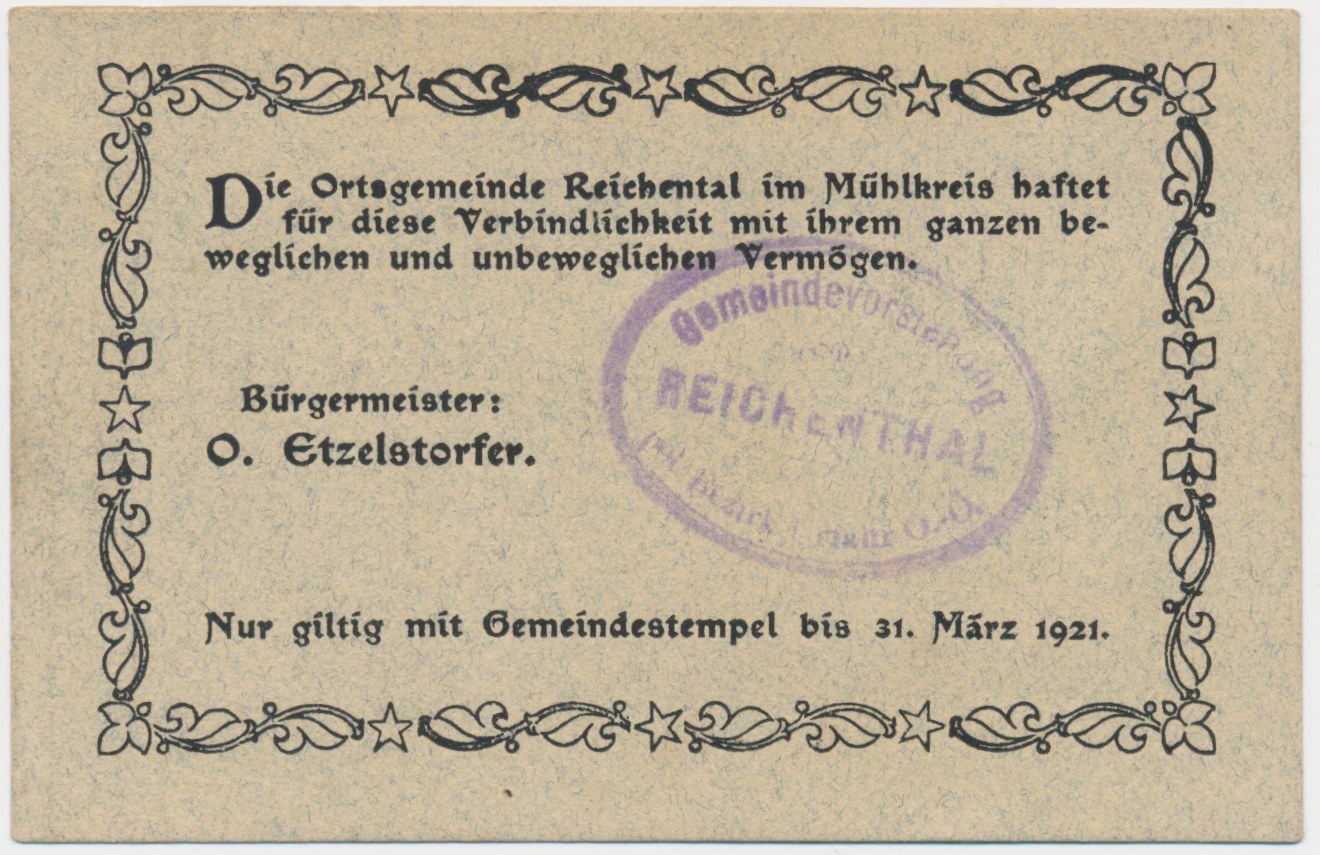 Die Ortsgemeinde Reichental im Mühlkreis haftet
für diese Verbindlichkeit mit ihrem ganzen be-
weglichen und unbeweglichen Vermögen.
Gemeindevorstehung
REICHENTHAL
Bürgermeister:
O. Etzelstorfer.
Nur giltig mit Gemeindestempel bis 31. März 1921.